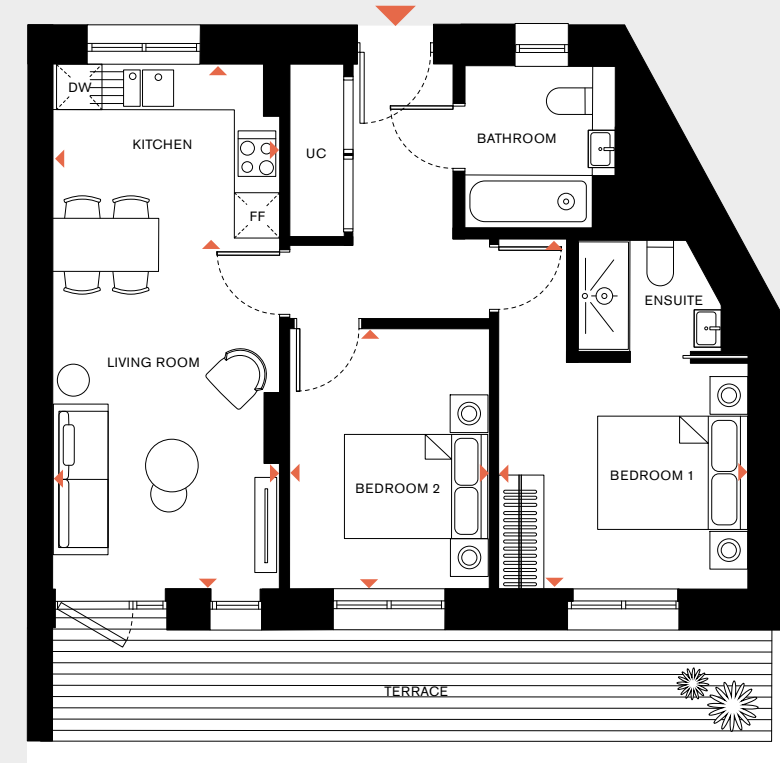 DW
KITCHEN
UC
BATHROOM
FF
ENSUITE
LIVING ROOM
BEDROOM 2
BEDROOM 1
TERRACE